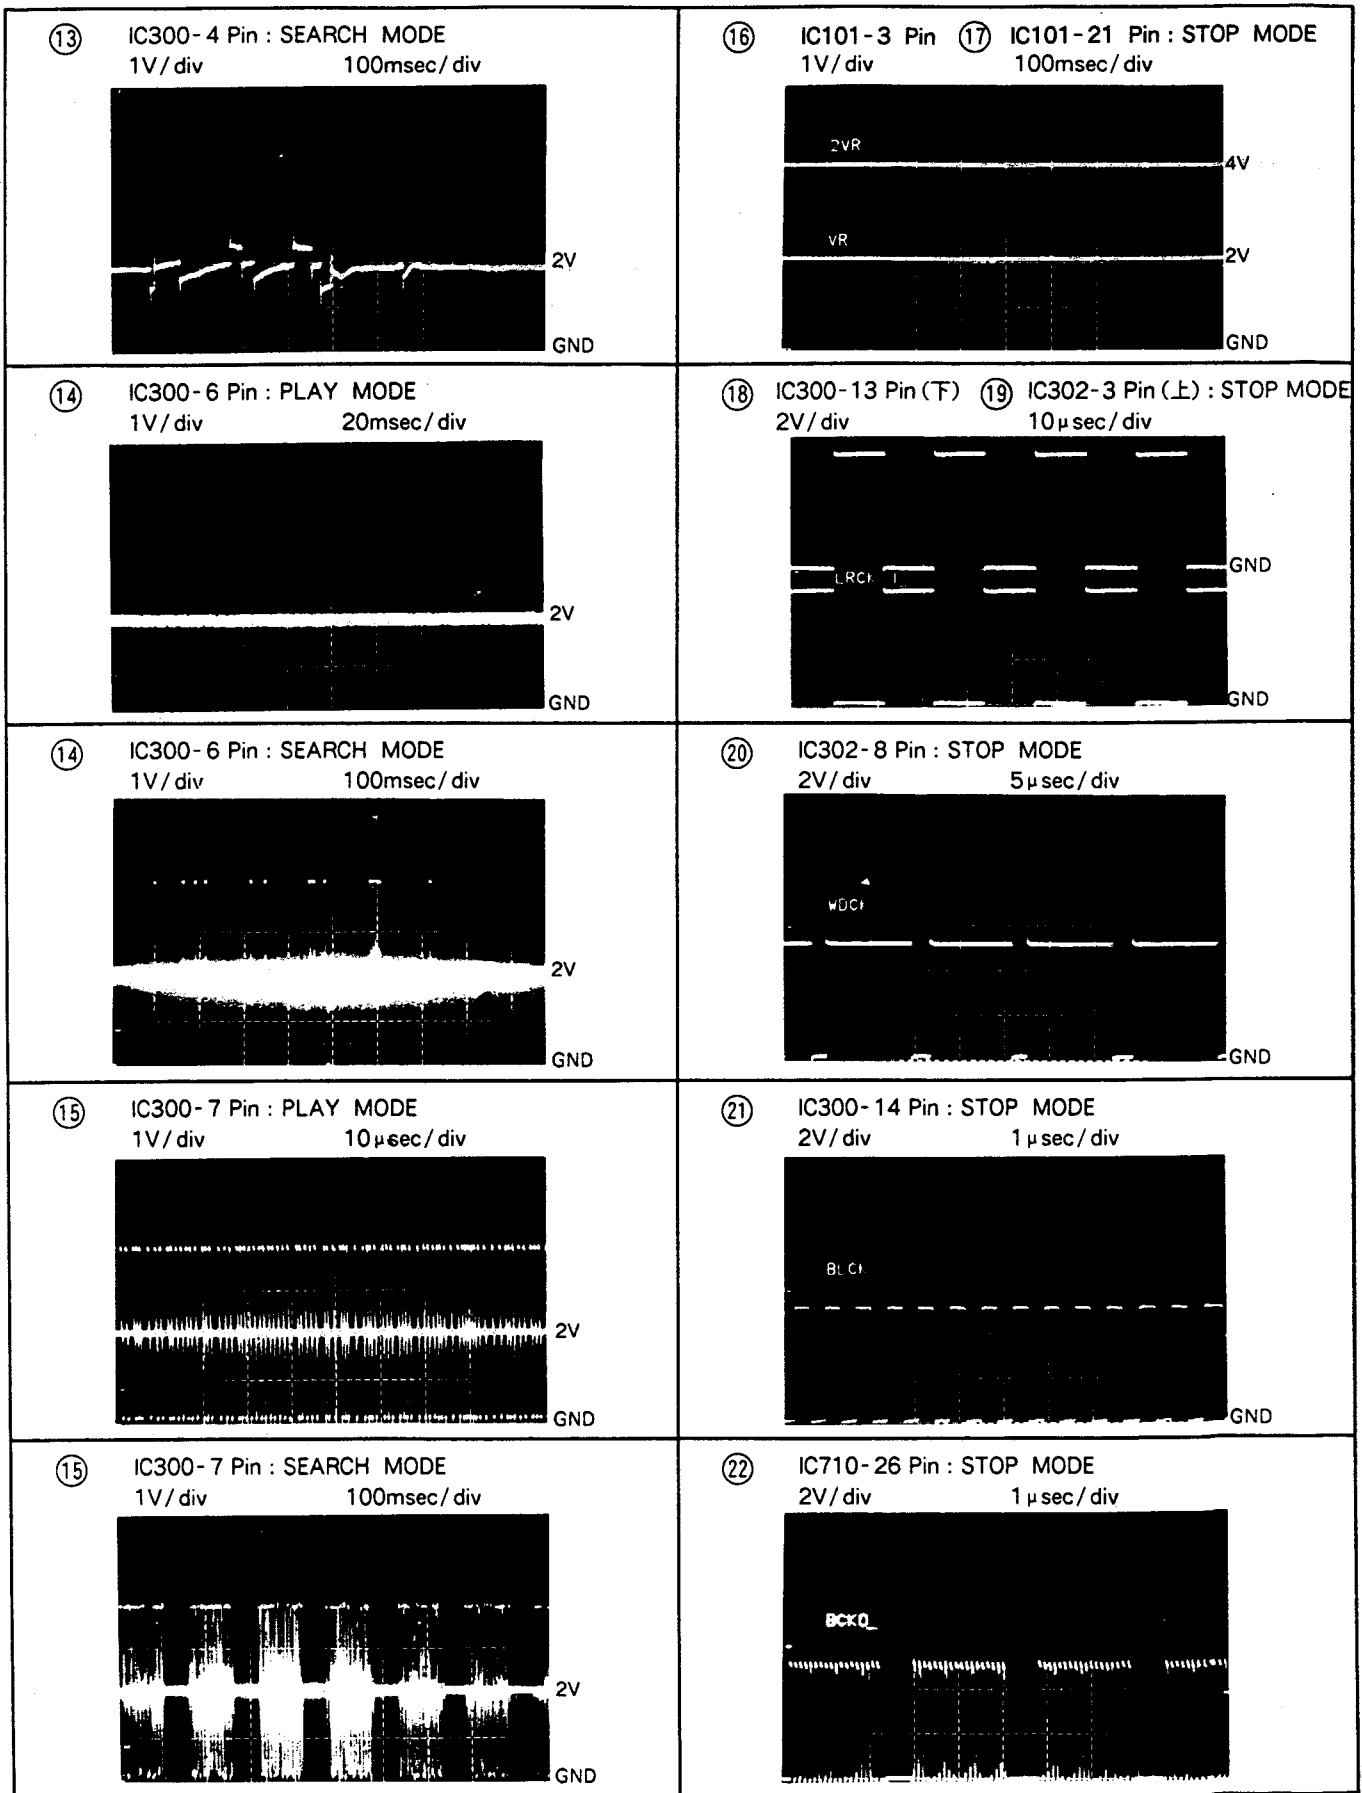 ⑬ IC300-4 Pin : SEARCH MODE
1V/div 100msec/div
2V
GND
⑭ IC300-6 Pin : PLAY MODE
1V/div 20msec/div
2V
GND
⑭ IC300-6 Pin : SEARCH MODE
1V/div 100msec/div
2V
GND
⑮ IC300-7 Pin : PLAY MODE
1V/div 10μsec/div
2V
GND
⑮ IC300-7 Pin : SEARCH MODE
1V/div 100msec/div
2V
GND
⑯ IC101-3 Pin ⑰ IC101-21 Pin : STOP MODE
1V/div 100msec/div
2VR
4V
VR
2V
GND
⑱ IC300-13 Pin (下) ⑲ IC302-3 Pin (上) : STOP MODE
2V/div 10μsec/div
GND
LRCK
GND
⑳ IC302-8 Pin : STOP MODE
2V/div 5μsec/div
WDCK
GND
㉑ IC300-14 Pin : STOP MODE
2V/div 1μsec/div
BLCK
GND
㉒ IC710-26 Pin : STOP MODE
2V/div 1μsec/div
BCKO_